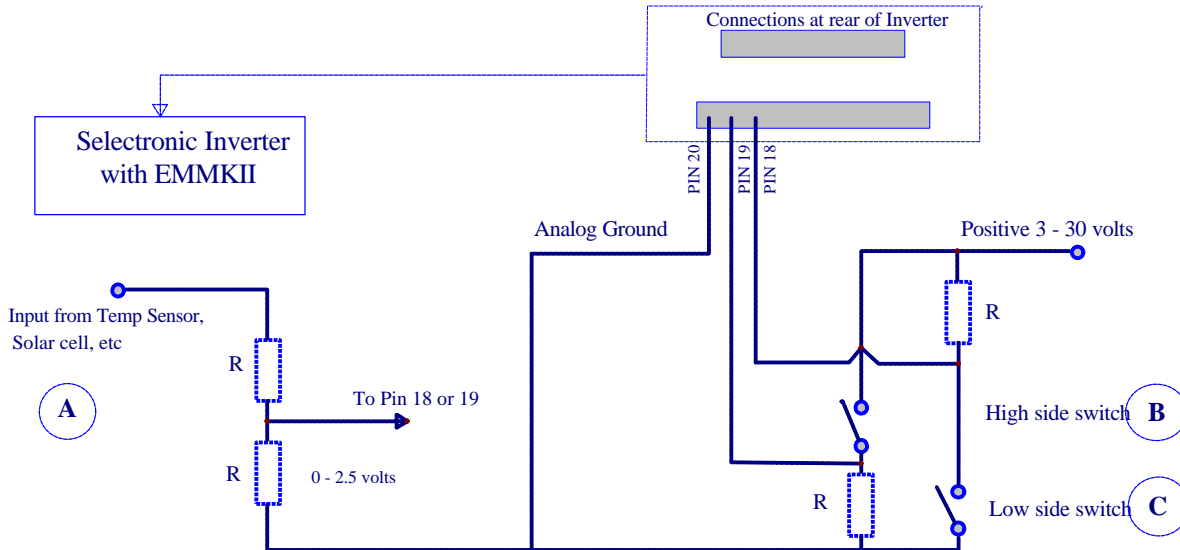 Connections at rear of Inverter
Selectronic Inverter
with EMMKII
PIN 20
PIN 19
PIN 18
Analog Ground
Positive 3 - 30 volts
Input from Temp Sensor,
Solar cell, etc
R
R
A
To Pin 18 or 19
High side switch
B
R
0 - 2.5 volts
R
Low side switch
C